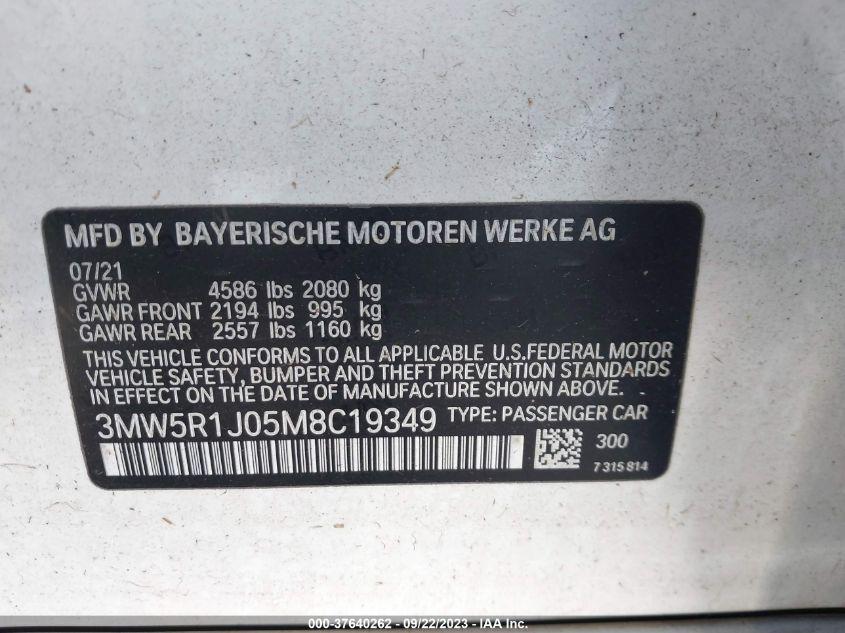 MFD BY BAYERISCHE MOTOREN WERKE AG
07/21
GVWR 4586 lbs 2080 kg
GAWR FRONT 2194 lbs 995 kg
GAWR REAR 2557 lbs 1160 kg
THIS VEHICLE CONFORMS TO ALL APPLICABLE U.S.FEDERAL MOTOR
VEHICLE SAFETY, BUMPER AND THEFT PREVENTION STANDARDS
IN EFFECT ON THE DATE OF MANUFACTURE SHOWN ABOVE.
3MW5R1J05M8C19349 TYPE: PASSENGER CAR
300
7 315 814
000-37640262 - 09/22/2023 - IAA Inc.